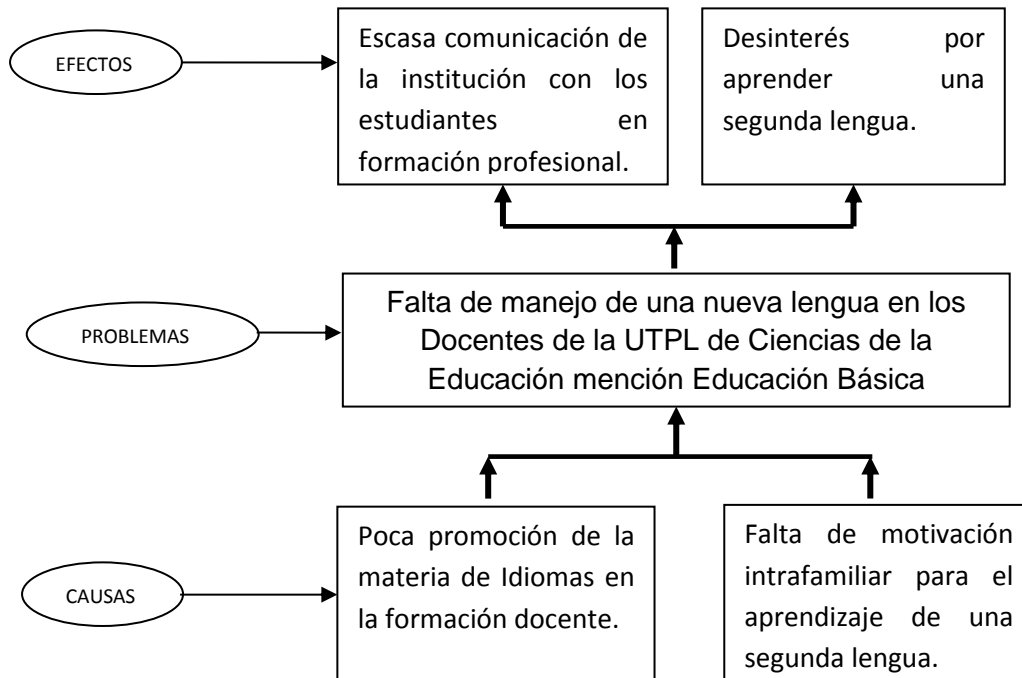 EFECTOS
Escasa comunicación de
la institución con los
estudiantes en
formación profesional.
Desinterés por
aprender una
segunda lengua.
PROBLEMAS
Falta de manejo de una nueva lengua en los
Docentes de la UTPL de Ciencias de la
Educación mención Educación Básica
CAUSAS
Poca promoción de la
materia de Idiomas en
la formación docente.
Falta de motivación
intrafamiliar para el
aprendizaje de una
segunda lengua.